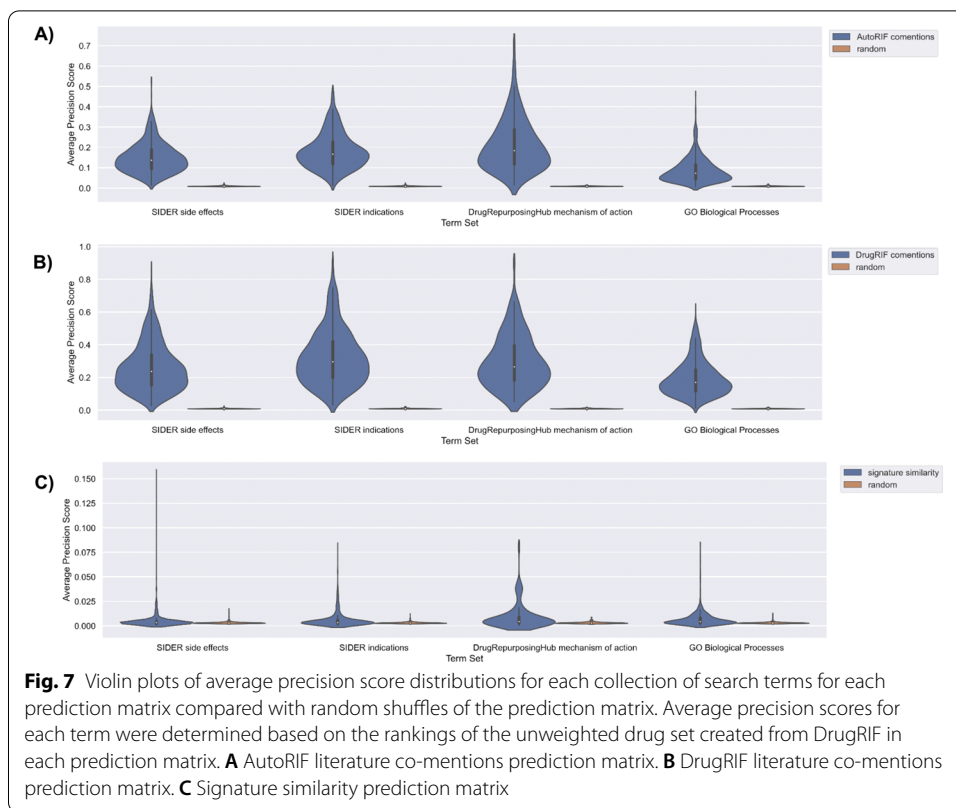 A)
AutoRIF comentions
random
Average Precision Score
0.7
0.6
0.5
0.4
0.3
0.2
0.1
0.0
SIDER side effects SIDER indications DrugRepurposingHub mechanism of action GO Biological Processes
Term Set
B)
DrugRIF comentions
random
Average Precision Score
1.0
0.8
0.6
0.4
0.2
0.0
SIDER side effects SIDER indications DrugRepurposingHub mechanism of action GO Biological Processes
Term Set
C)
signature similarity
random
Average Precision Score
0.150
0.125
0.100
0.075
0.050
0.025
0.000
SIDER side effects SIDER indications DrugRepurposingHub mechanism of action GO Biological Processes
Term Set
Fig. 7 Violin plots of average precision score distributions for each collection of search terms for each
prediction matrix compared with random shuffles of the prediction matrix. Average precision scores for
each term were determined based on the rankings of the unweighted drug set created from DrugRIF in
each prediction matrix. A AutoRIF literature co-mentions prediction matrix. B DrugRIF literature co-mentions
prediction matrix. C Signature similarity prediction matrix